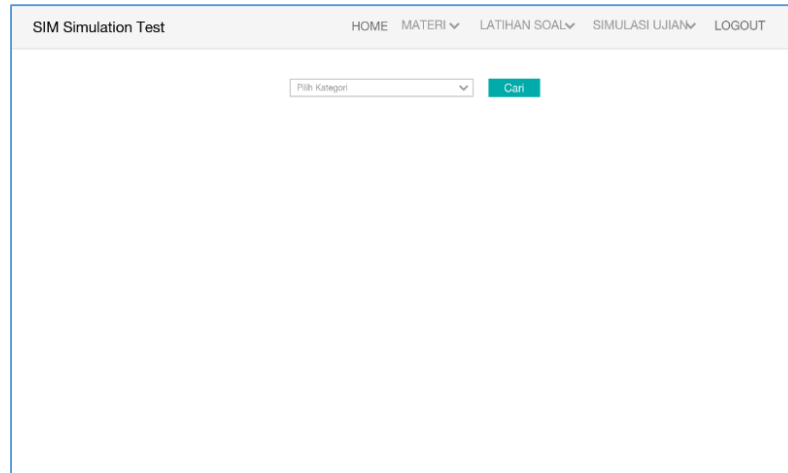 SIM Simulation Test HOME MATERI LATIHAN SOAL SIMULASI UJIAN LOGOUT
Pilih Kategori Cari